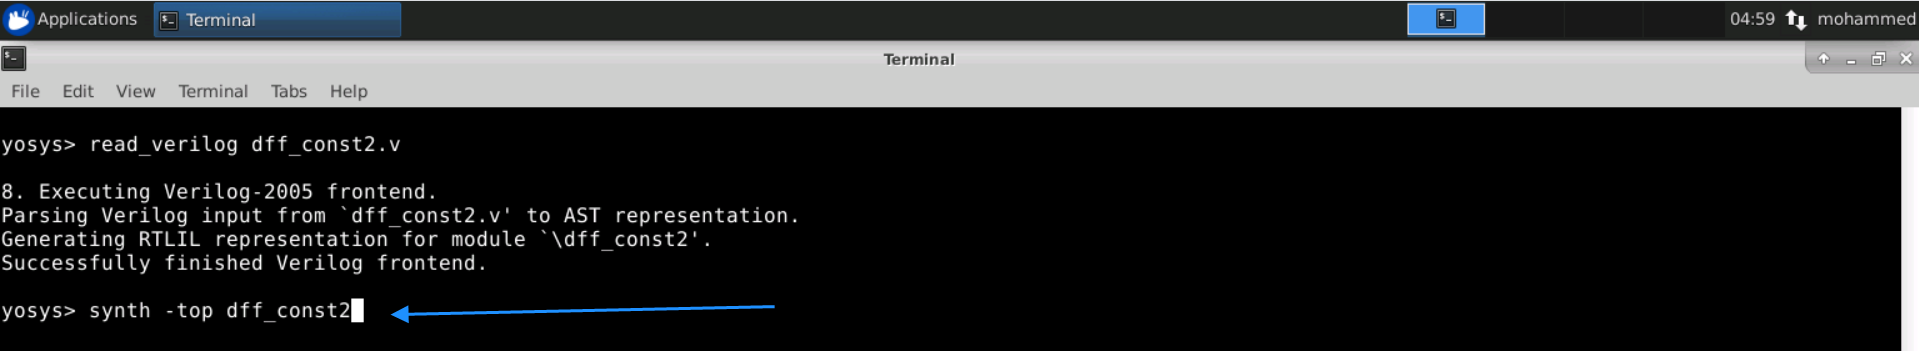 Applications Terminal 04:59 mohammed
Terminal
File Edit View Terminal Tabs Help
yosys> read_verilog dff_const2.v
8. Executing Verilog-2005 frontend.
Parsing Verilog input from `dff_const2.v' to AST representation.
Generating RTLIL representation for module `\dff_const2'.
Successfully finished Verilog frontend.
yosys> synth -top dff_const2